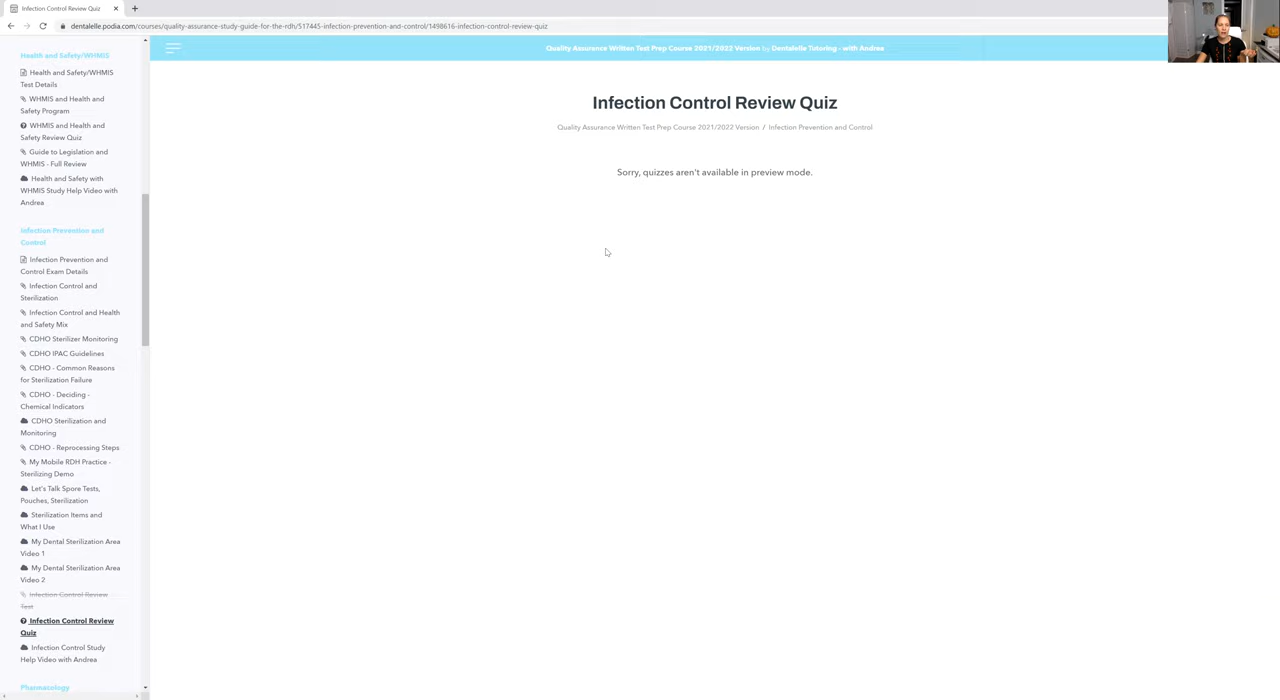 Infection Control Review Quiz
dentalelle.podia.com/courses/quality-assurance-study-guide-for-the-rdh/517445-infection-prevention-and-control/1498616-infection-control-review-quiz
Quality Assurance Written Test Prep Course 2021/2022 Version by Dentalelle Tutoring - with Andrea
Health and Safety/WHMIS
Health and Safety/WHMIS
Test Details
WHMIS and Health and
Safety Program
WHMIS and Health and
Safety Review Quiz
Guide to Legislation and
WHMIS - Full Review
Health and Safety with
WHMIS Study Help Video with
Andrea
Infection Prevention and
Control
Infection Prevention and
Control Exam Details
Infection Control and
Sterilization
Infection Control and Health
and Safety Mix
CDHO Sterilizer Monitoring
CDHO IPAC Guidelines
CDHO - Common Reasons
for Sterilization Failure
CDHO - Deciding -
Chemical Indicators
CDHO Sterilization and
Monitoring
CDHO - Reprocessing Steps
My Mobile RDH Practice -
Sterilizing Demo
Let's Talk Spore Tests,
Pouches, Sterilization
Sterilization Items and
What I Use
My Dental Sterilization Area
Video 1
My Dental Sterilization Area
Video 2
Infection Control Review
Test
Infection Control Review
Quiz
Infection Control Study
Help Video with Andrea
Pharmacology
Infection Control Review Quiz
Quality Assurance Written Test Prep Course 2021/2022 Version / Infection Prevention and Control
Sorry, quizzes aren't available in preview mode.